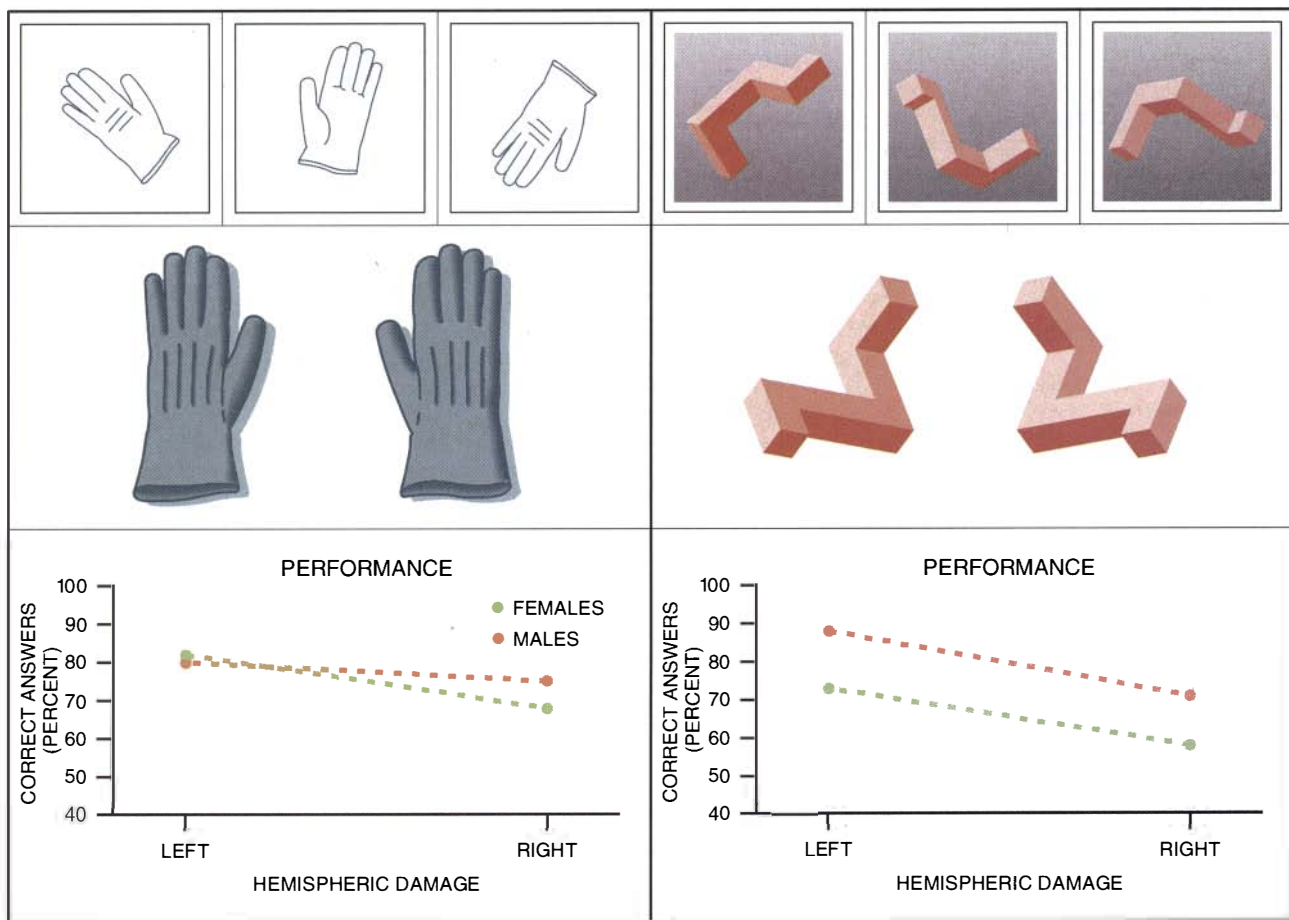 PERFORMANCE
100
90
80
70
60
50
40
CORRECT ANSWERS
(PERCENT)
FEMALES
MALES
LEFT
RIGHT
HEMISPHERIC DAMAGE
PERFORMANCE
100
90
80
70
60
50
40
CORRECT ANSWERS
(PERCENT)
LEFT
RIGHT
HEMISPHERIC DAMAGE